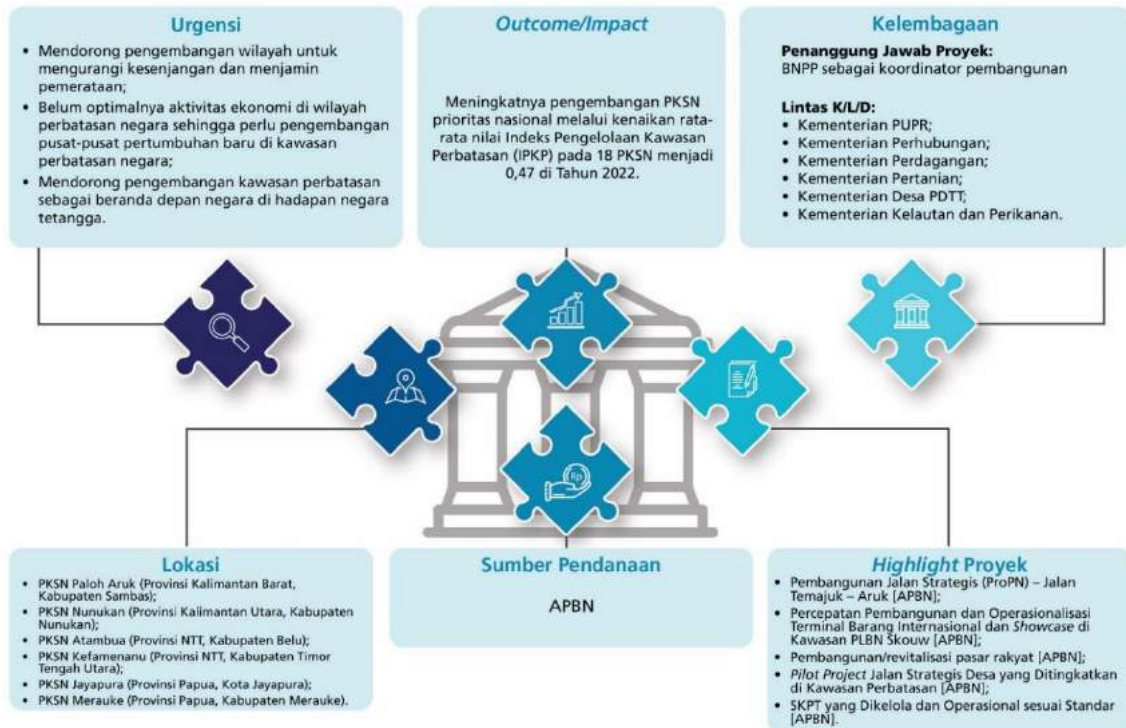 Urgensi
• Mendorong pengembangan wilayah untuk
mengurangi kesenjangan dan menjamin
pemerataan;
• Belum optimalnya aktivitas ekonomi di wilayah
perbatasan negara sehingga perlu pengembangan
pusat-pusat pertumbuhan baru di kawasan
perbatasan negara;
• Mendorong pengembangan kawasan perbatasan
sebagai beranda depan negara di hadapan negara
tetangga.
Outcome/Impact
Meningkatnya pengembangan PKSN
prioritas nasional melalui kenaikan rata-
rata nilai Indeks Pengelolaan Kawasan
Perbatasan (IPKP) pada 18 PKSN menjadi
0,47 di Tahun 2022.
Kelembagaan
Penanggung Jawab Proyek:
BNPP sebagai koordinator pembangunan
Lintas K/L/D:
• Kementerian PUPR;
• Kementerian Perhubungan;
• Kementerian Perdagangan;
• Kementerian Pertanian;
• Kementerian Desa PDTT;
• Kementerian Kelautan dan Perikanan.
Rp
Lokasi
• PKSN Paloh Aruk (Provinsi Kalimantan Barat,
Kabupaten Sambas);
• PKSN Nunukan (Provinsi Kalimantan Utara, Kabupaten
Nunukan);
• PKSN Atambua (Provinsi NTT, Kabupaten Belu);
• PKSN Kefamenanu (Provinsi NTT, Kabupaten Timor
Tengah Utara);
• PKSN Jayapura (Provinsi Papua, Kota Jayapura);
• PKSN Merauke (Provinsi Papua, Kabupaten Merauke).
Sumber Pendanaan
APBN
Highlight Proyek
• Pembangunan Jalan Strategis (ProPN) – Jalan
Temajuk – Aruk [APBN];
• Percepatan Pembangunan dan Operasionalisasi
Terminal Barang Internasional dan Showcase di
Kawasan PLBN Skouw [APBN];
• Pembangunan/revitalisasi pasar rakyat [APBN];
• Pilot Project Jalan Strategis Desa yang Ditingkatan
di Kawasan Perbatasan [APBN];
• SKPT yang Dikelola dan Operasional sesuai Standar
[APBN].